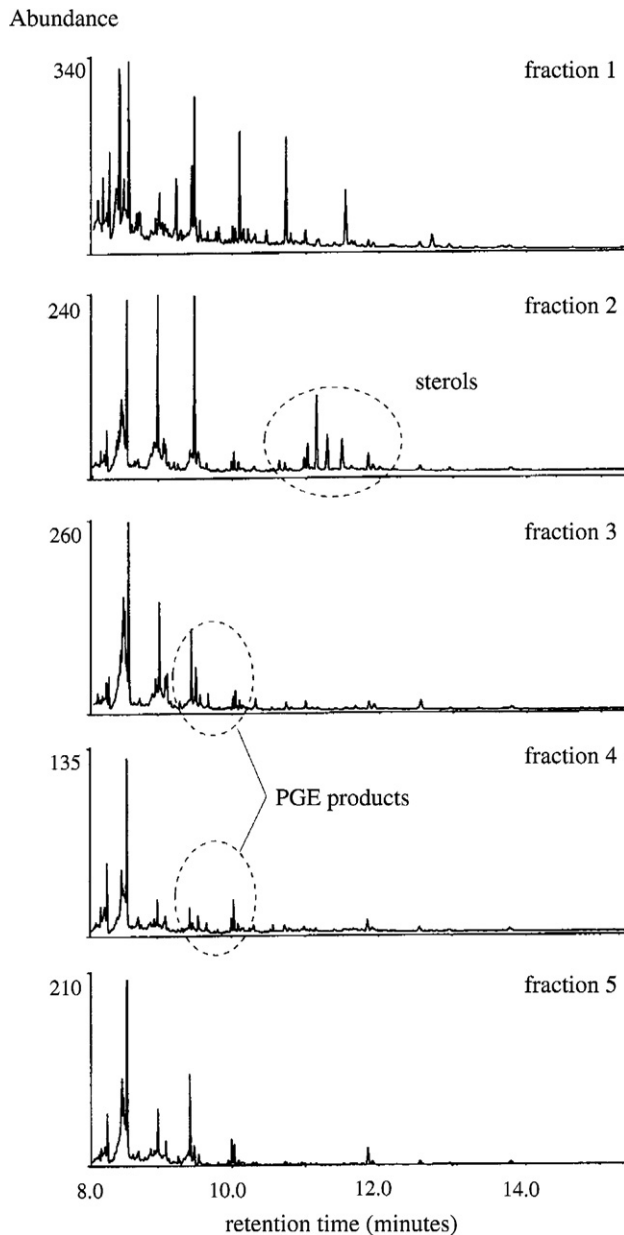 Abundance
340
fraction 1
240
fraction 2
sterols
260
fraction 3
135
fraction 4
PGE products
210
fraction 5
8.0 10.0 12.0 14.0
retention time (minutes)